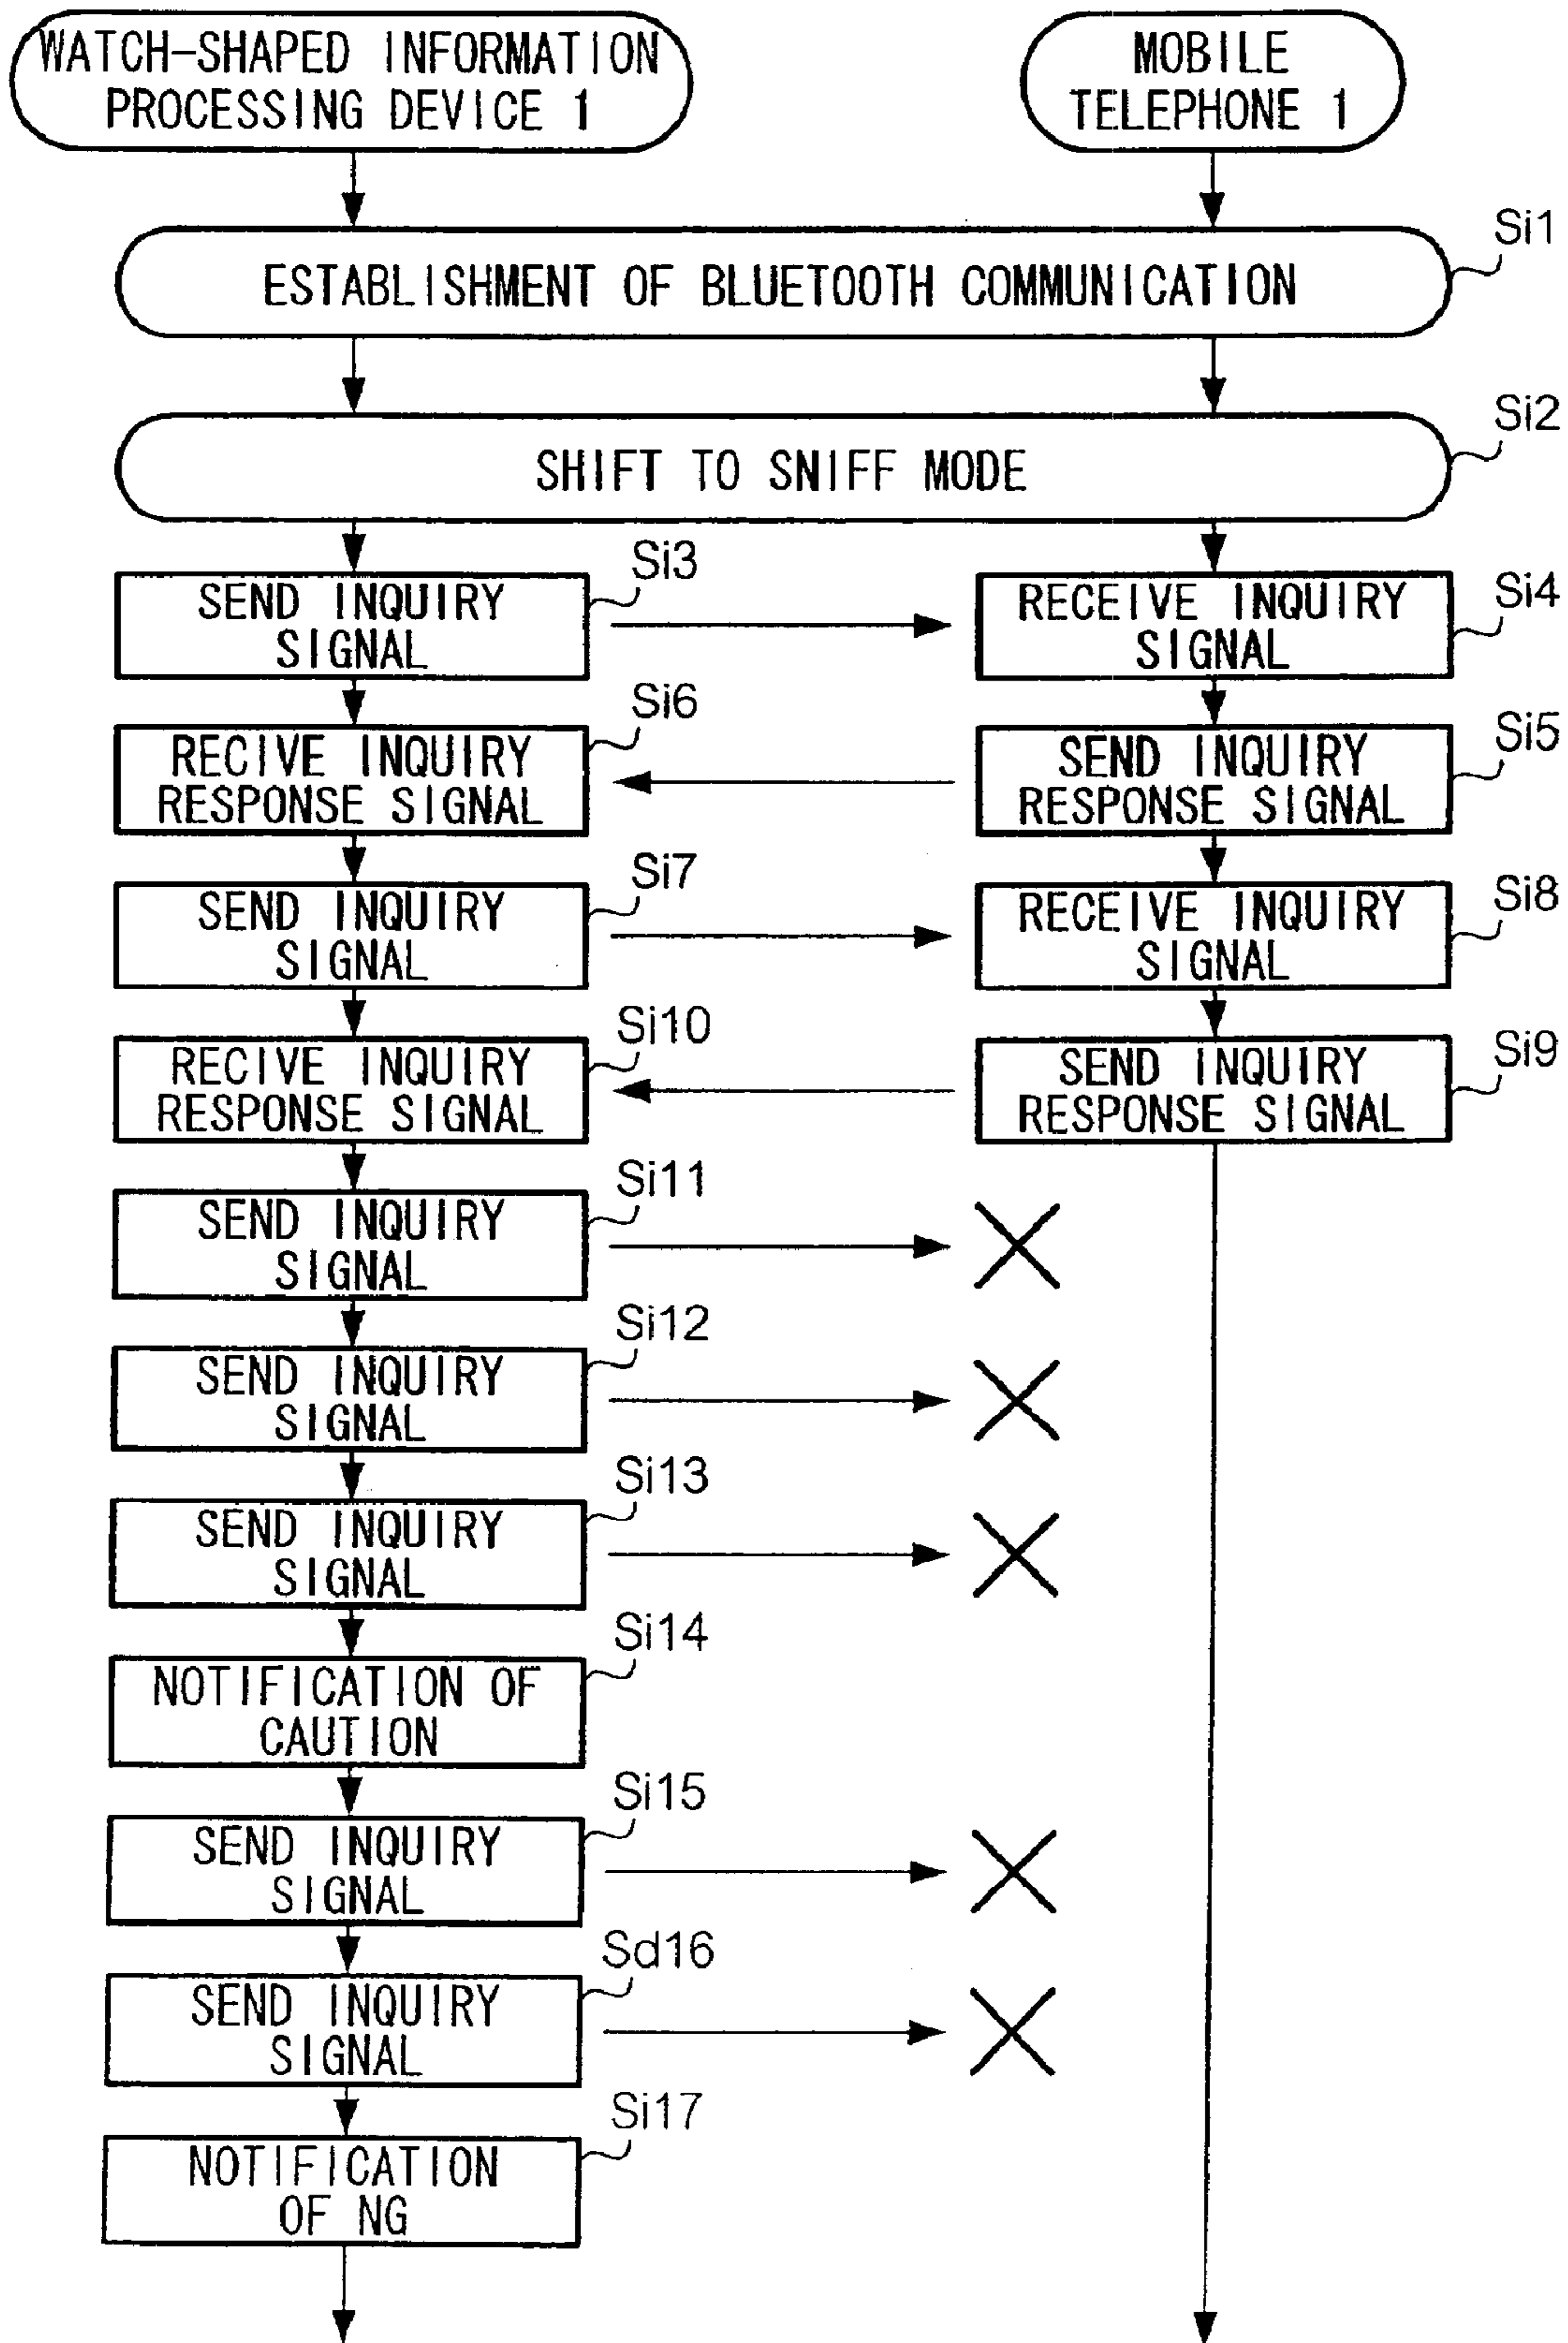 WATCH-SHAPED INFORMATION
PROCESSING DEVICE 1
MOBILE
TELEPHONE 1
Si1
ESTABLISHMENT OF BLUETOOTH COMMUNICATION
Si2
SHIFT TO SNIFF MODE
Si3
SEND INQUIRY
SIGNAL
Si4
RECEIVE INQUIRY
SIGNAL
Si6
RECIVE INQUIRY
RESPONSE SIGNAL
Si5
SEND INQUIRY
RESPONSE SIGNAL
Si7
SEND INQUIRY
SIGNAL
Si8
RECEIVE INQUIRY
SIGNAL
Si10
RECIVE INQUIRY
RESPONSE SIGNAL
Si9
SEND INQUIRY
RESPONSE SIGNAL
Si11
SEND INQUIRY
SIGNAL
Si12
SEND INQUIRY
SIGNAL
Si13
SEND INQUIRY
SIGNAL
Si14
NOTIFICATION OF
CAUTION
Si15
SEND INQUIRY
SIGNAL
Sd16
SEND INQUIRY
SIGNAL
Si17
NOTIFICATION
OF NG